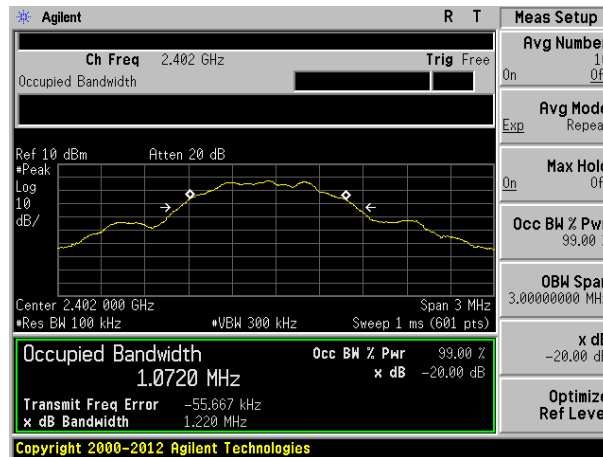 Agilent R T Meas Setup
Avg Number
On
Ch Freq 2.402 GHz Trig Free
Occupied Bandwidth
Avg Mode
Exp
Ref 10 dBm Atten 20 dB
#Peak
Log
10
dB/
Max Hold
On
Occ BW % Pwr
99.00
OBW Span
3.00000000
Center 2.402 000 GHz Span 3 MHz
#Res BW 100 kHz #VBW 300 kHz Sweep 1 ms (601 pts)
Occupied Bandwidth Occ BW % Pwr 99.00 %
1.0720 MHz x dB -20.00 dB
x dB
-20.00 dB
Transmit Freq Error -55.667 kHz
x dB Bandwidth 1.220 MHz
Optimize
Ref Level
Copyright 2000-2012 Agilent Technologies